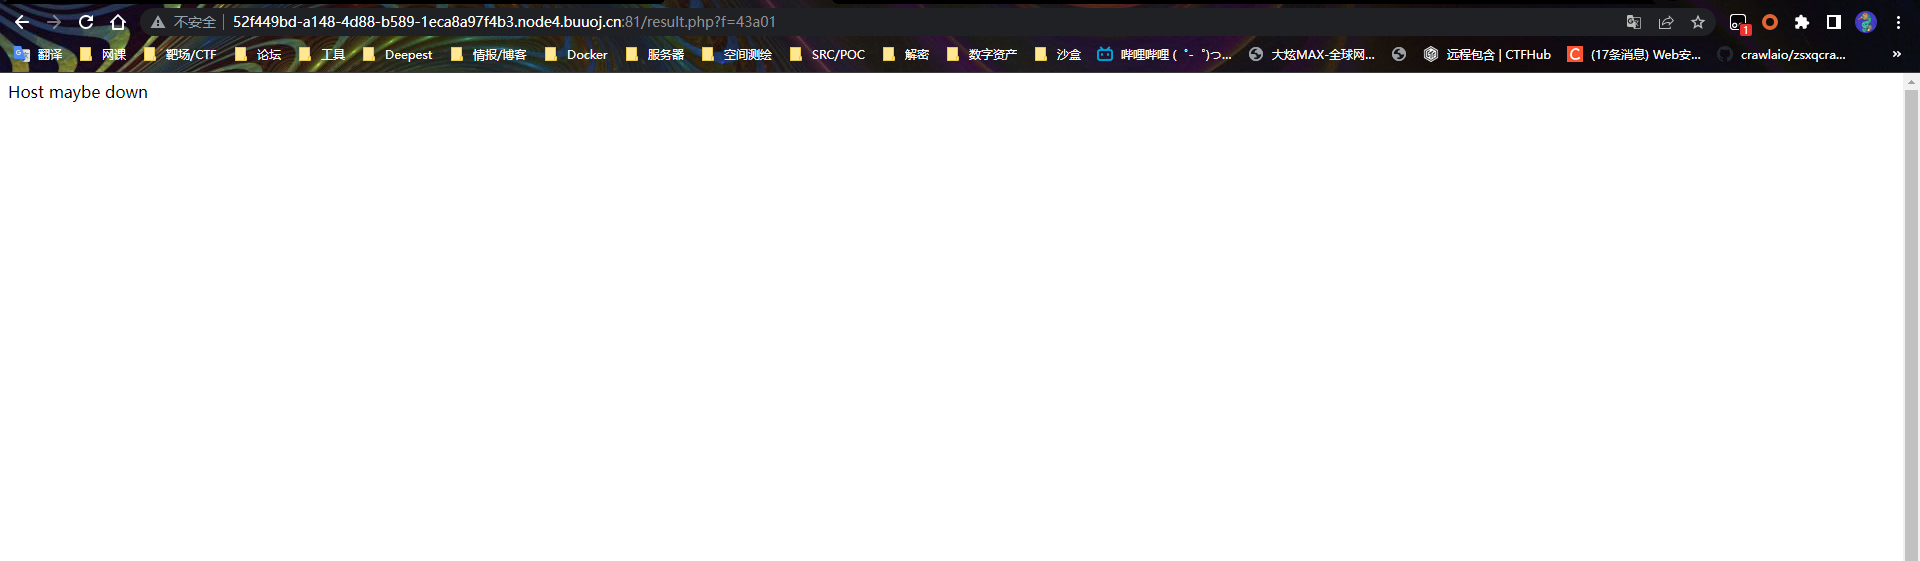 不安全 52f449bd-a148-4d88-b589-1eca8a97f4b3.node4.buuoj.cn:81/result.php?f=43a01
1
翻译 网课 靶场/CTF 论坛 工具 Deepest 情报/博客 Docker 服务器 空间测绘 SRC/POC 解密 数字资产 沙盒 哔哩哔哩 ( ゜- ゜)つ... 大炫MAX-全球网... 远程包含 | CTFHub C (17条消息) Web安... crawlaio/zsxqcra... »
Host maybe down